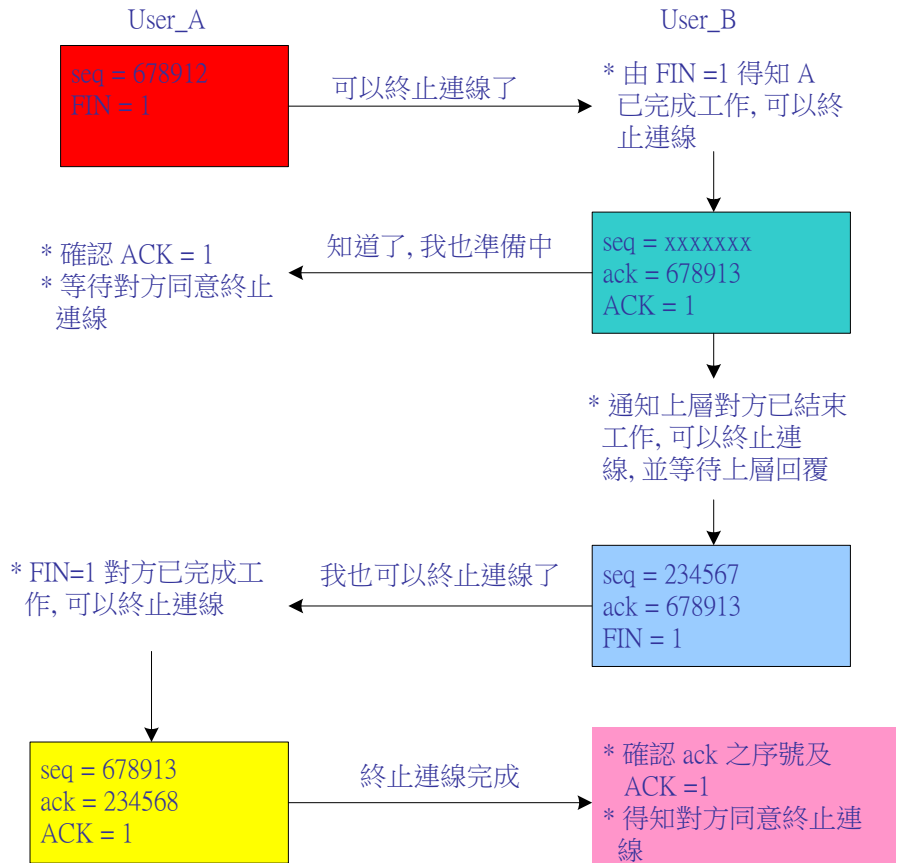 User_A
User_B
seq = 678912
FIN = 1
可以終止連線了
* 由 FIN =1 得知 A
已完成工作, 可以終
止連線
* 確認 ACK = 1
* 等待對方同意終止
連線
知道了, 我也準備中
seq = xxxxxxx
ack = 678913
ACK = 1
* 通知上層對方已結束
工作, 可以終止連
線, 並等待上層回覆
* FIN=1 對方已完成工
作, 可以終止連線
我也可以終止連線了
seq = 234567
ack = 678913
FIN = 1
seq = 678913
ack = 234568
ACK = 1
終止連線完成
* 確認 ack 之序號及
ACK =1
* 得知對方同意終止連
線